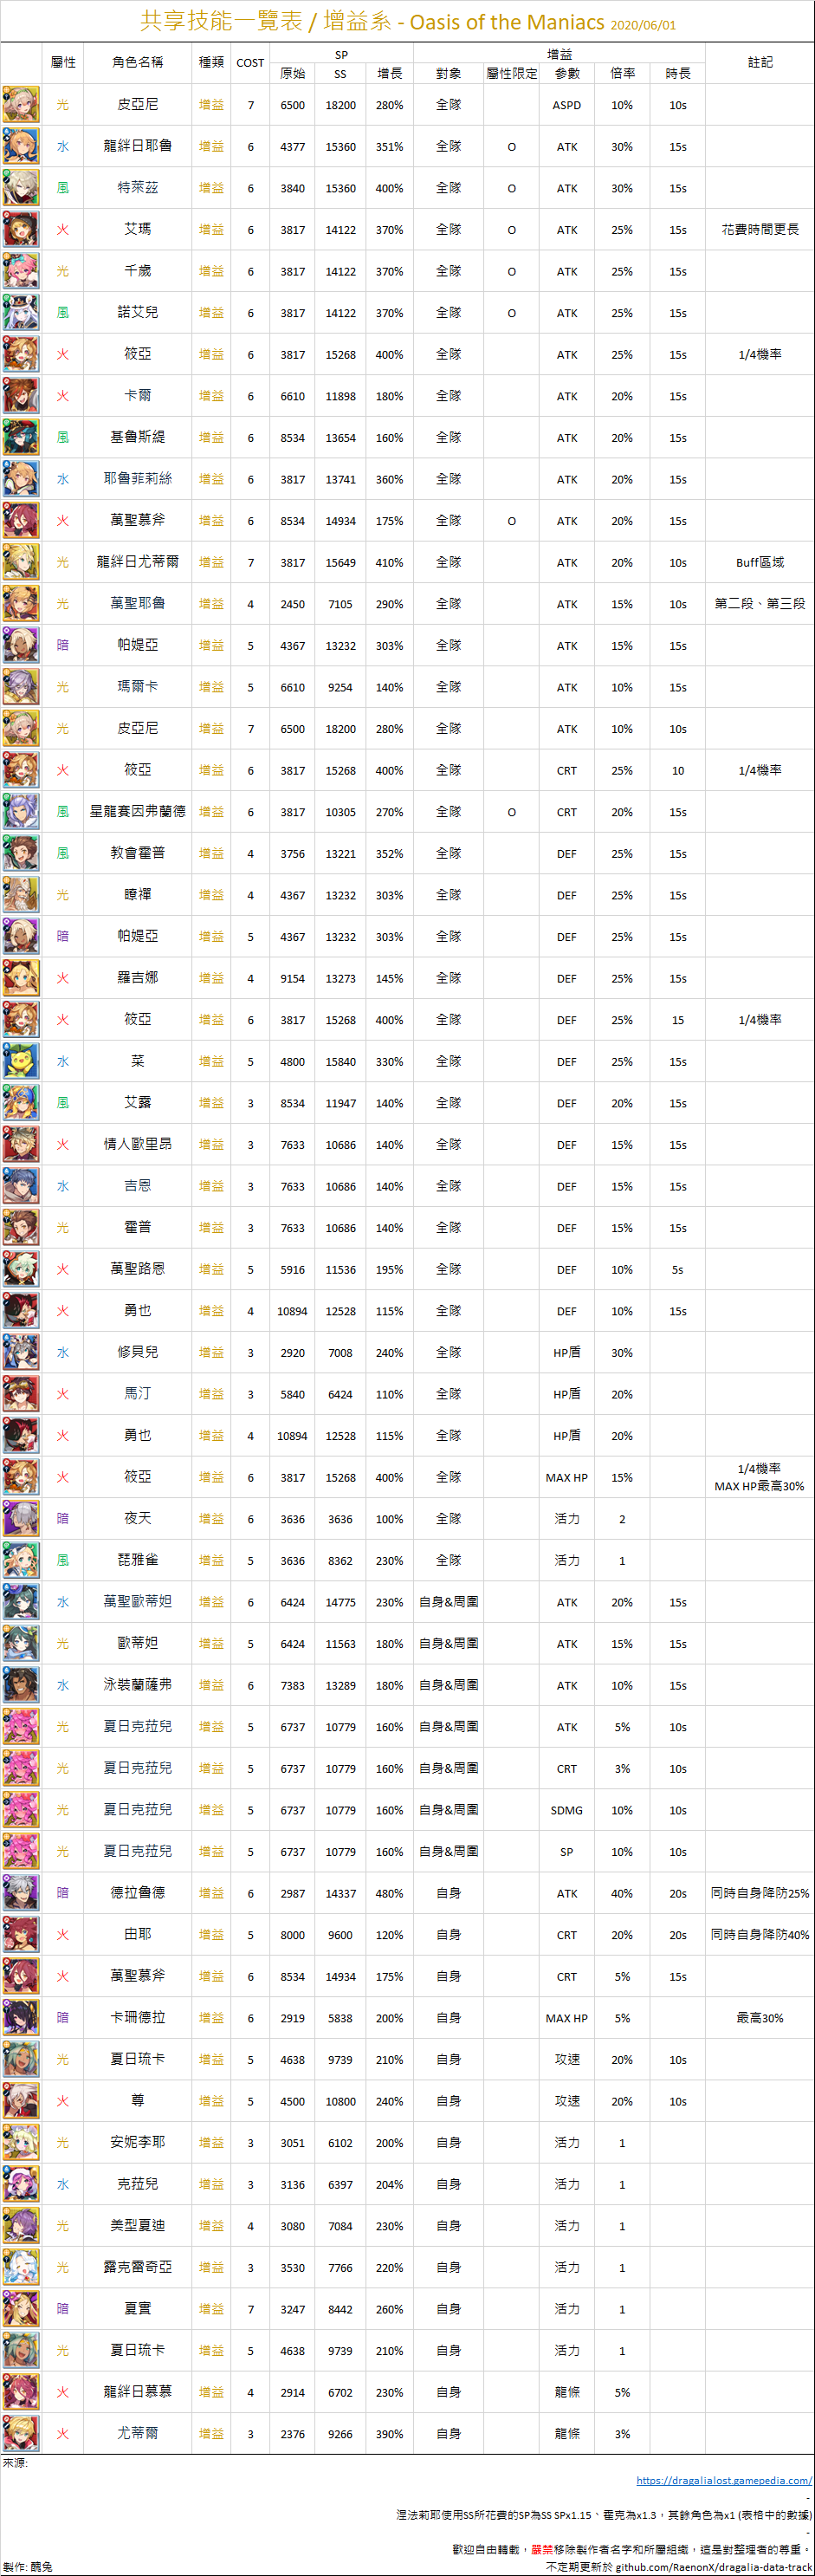 共享技能一覽表 / 增益系 - Oasis of the Maniacs 2020/06/01
屬性 角色名稱 種類 COST SP 增益 註記
原始 SS 增長 對象 屬性限定 參數 倍率 時長
光 皮亞尼 增益 7 6500 18200 280% 全隊 ASPD 10% 10s
水 龍絆日耶魯 增益 6 4377 15360 351% 全隊 O ATK 30% 15s
風 特萊茲 增益 6 3840 15360 400% 全隊 O ATK 30% 15s
火 艾瑪 增益 6 3817 14122 370% 全隊 O ATK 25% 15s 花費時間更長
光 千歲 增益 6 3817 14122 370% 全隊 O ATK 25% 15s
風 諾艾兒 增益 6 3817 14122 370% 全隊 O ATK 25% 15s
火 筱亞 增益 6 3817 15268 400% 全隊 ATK 25% 15s 1/4機率
火 卡爾 增益 6 6610 11898 180% 全隊 ATK 20% 15s
風 基魯斯緹 增益 6 8534 13654 160% 全隊 ATK 20% 15s
水 耶魯菲莉絲 增益 6 3817 13741 360% 全隊 ATK 20% 15s
火 萬聖慕斧 增益 6 8534 14934 175% 全隊 O ATK 20% 15s
光 龍絆日尤蒂爾 增益 7 3817 15649 410% 全隊 ATK 20% 10s Buff區域
光 萬聖耶魯 增益 4 2450 7105 290% 全隊 ATK 15% 10s 第二段、第三段
暗 帕媞亞 增益 5 4367 13232 303% 全隊 ATK 15% 15s
光 瑪爾卡 增益 5 6610 9254 140% 全隊 ATK 10% 15s
光 皮亞尼 增益 7 6500 18200 280% 全隊 ATK 10% 10s
火 筱亞 增益 6 3817 15268 400% 全隊 CRT 25% 10 1/4機率
風 星龍賽因弗蘭德 增益 6 3817 10305 270% 全隊 O CRT 20% 15s
風 教會霍普 增益 4 3756 13221 352% 全隊 DEF 25% 15s
光 瞭禪 增益 4 4367 13232 303% 全隊 DEF 25% 15s
暗 帕媞亞 增益 5 4367 13232 303% 全隊 DEF 25% 15s
火 羅吉娜 增益 4 9154 13273 145% 全隊 DEF 25% 15s
火 筱亞 增益 6 3817 15268 400% 全隊 DEF 25% 15 1/4機率
水 菜 增益 5 4800 15840 330% 全隊 DEF 25% 15s
風 艾露 增益 3 8534 11947 140% 全隊 DEF 20% 15s
火 情人歐里昂 增益 3 7633 10686 140% 全隊 DEF 15% 15s
水 吉恩 增益 3 7633 10686 140% 全隊 DEF 15% 15s
光 霍普 增益 3 7633 10686 140% 全隊 DEF 15% 15s
火 萬聖路恩 增益 5 5916 11536 195% 全隊 DEF 10% 5s
火 勇也 增益 4 10894 12528 115% 全隊 DEF 10% 15s
水 修貝兒 增益 3 2920 7008 240% 全隊 HP盾 30%
火 馬汀 增益 3 5840 6424 110% 全隊 HP盾 20%
火 勇也 增益 4 10894 12528 115% 全隊 HP盾 20%
火 筱亞 增益 6 3817 15268 400% 全隊 MAX HP 15% 1/4機率
MAX HP最高30%
暗 夜天 增益 6 3636 3636 100% 全隊 活力 2
風 琵雅雀 增益 5 3636 8362 230% 全隊 活力 1
水 萬聖歐蒂妲 增益 6 6424 14775 230% 自身&周圍 ATK 20% 15s
光 歐蒂妲 增益 5 6424 11563 180% 自身&周圍 ATK 15% 15s
水 泳裝蘭薩弗 增益 6 7383 13289 180% 自身&周圍 ATK 10% 15s
光 夏日克菈兒 增益 5 6737 10779 160% 自身&周圍 ATK 5% 10s
光 夏日克菈兒 增益 5 6737 10779 160% 自身&周圍 CRT 3% 10s
光 夏日克菈兒 增益 5 6737 10779 160% 自身&周圍 SDMG 10% 10s
光 夏日克菈兒 增益 5 6737 10779 160% 自身&周圍 SP 10% 10s
暗 德拉魯德 增益 6 2987 14337 480% 自身 ATK 40% 20s 同時自身降防25%
火 由耶 增益 5 8000 9600 120% 自身 CRT 20% 20s 同時自身降防40%
火 萬聖慕斧 增益 6 8534 14934 175% 自身 CRT 5% 15s
暗 卡珊德拉 增益 6 2919 5838 200% 自身 MAX HP 5% 最高30%
光 夏日琉卡 增益 5 4638 9739 210% 自身 攻速 20% 10s
火 尊 增益 5 4500 10800 240% 自身 攻速 20% 10s
光 安妮李耶 增益 3 3051 6102 200% 自身 活力 1
水 克菈兒 增益 3 3136 6397 204% 自身 活力 1
光 美型夏迪 增益 4 3080 7084 230% 自身 活力 1
光 露克雷奇亞 增益 3 3530 7766 220% 自身 活力 1
暗 夏實 增益 7 3247 8442 260% 自身 活力 1
光 夏日琉卡 增益 5 4638 9739 210% 自身 活力 1
火 龍絆日慕慕 增益 4 2914 6702 230% 自身 龍條 5%
火 尤蒂爾 增益 3 2376 9266 390% 自身 龍條 3%
來源:
https://dragalialost.gamepedia.com/
-
涅法莉耶使用SS所花費的SP為SS SPx1.15、霍克為x1.3，其餘角色為x1 (表格中的數據)
-
歡迎自由轉載，嚴禁移除製作者名字和所屬組織，這是對整理者的尊重。
製作: 醜兔 不定期更新於 github.com/RaenonX/dragalia-data-track